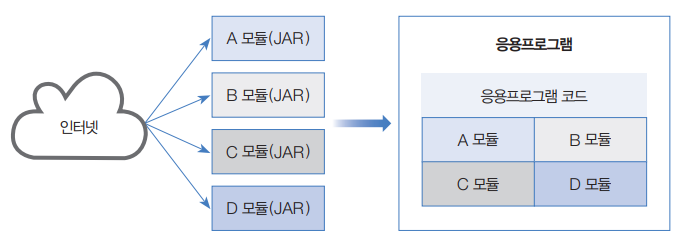 인터넷
A 모듈(JAR)
B 모듈(JAR)
C 모듈(JAR)
D 모듈(JAR)
응용프로그램
응용프로그램 코드
A 모듈
B 모듈
C 모듈
D 모듈